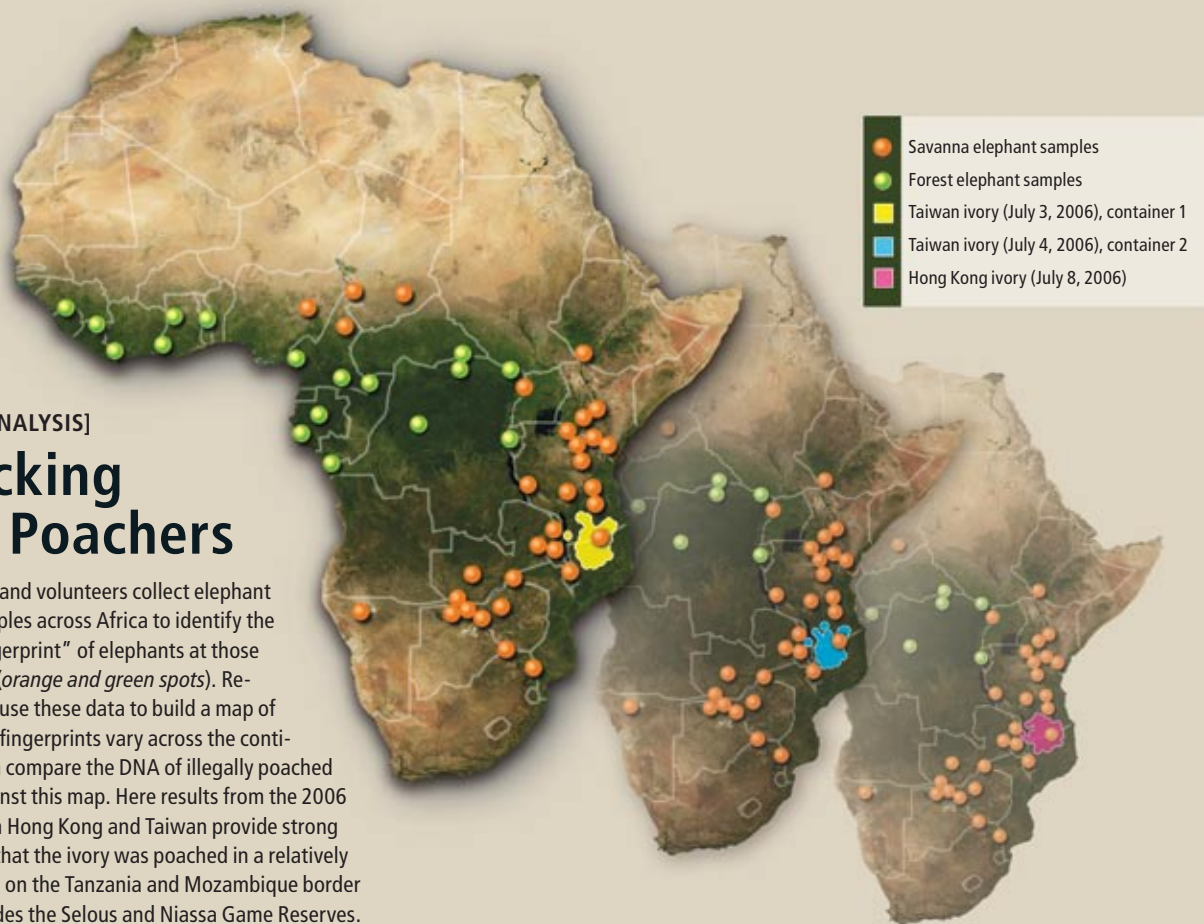 NALYSIS]
cking
Poachers
and volunteers collect elephant
ples across Africa to identify the
gerprint” of elephants at those
(orange and green spots). Re-
use these data to build a map of
fingerprints vary across the conti-
compare the DNA of illegally poached
nst this map. Here results from the 2006
Hong Kong and Taiwan provide strong
that the ivory was poached in a relatively
on the Tanzania and Mozambique border
des the Selous and Niassa Game Reserves.
Savanna elephant samples
Forest elephant samples
Taiwan ivory (July 3, 2006), container 1
Taiwan ivory (July 4, 2006), container 2
Hong Kong ivory (July 8, 2006)